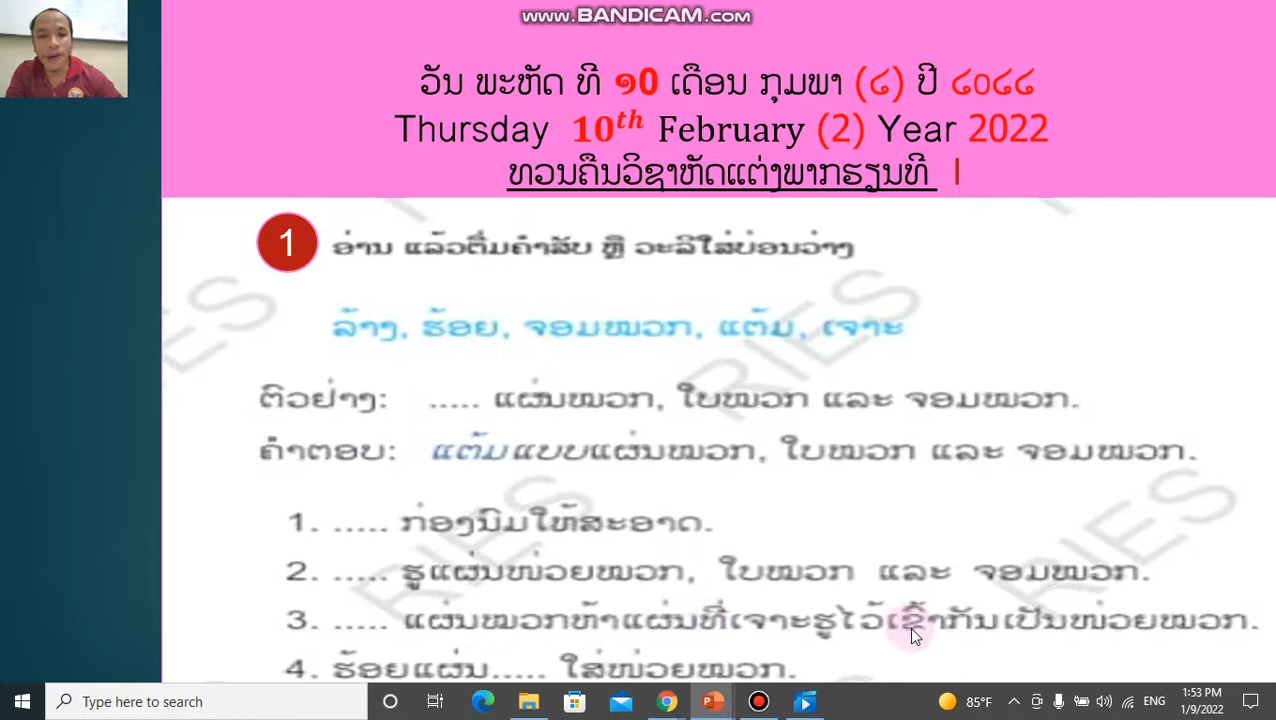 www.BANDICAM.com
ວັນ ພະຫັດ ທີ ໑0 ເດືອນ ກຸມພາ (໒) ປີ ໒໐໒໒
Thursday 10th February (2) Year 2022
ທວນຄືນວິຊາຫັດແຕ່ງພາກຮຽນທີ I
1 ອ່ານ ແລ້ວຕື່ມຄຳສັບ ຫຼື ວະລີໃສ່ບ່ອນວ່າງ
ລ້າງ, ຮ້ອຍ, ຈອມໝວກ, ແຕ້ມ, ເຈາະ
ຕົວຢ່າງ: ..... ແຜ່ນໝວກ, ໃບໝວກ ແລະ ຈອມໝວກ.
ຄຳຕອບ: ແຕ້ມແບບແຜ່ນໝວກ, ໃບໝວກ ແລະ ຈອມໝວກ.
1. ..... ກ່ອງນົມໃຫ້ສະອາດ.
2. ..... ຮູແຜ່ນໜ່ວຍໝວກ, ໃບໝວກ ແລະ ຈອມໝວກ.
3. ..... ແຜ່ນໝວກຫ້າແຜ່ນທີ່ເຈາະຮູໄວ້ເຂົ້າກັນເປັນໜ່ວຍໝວກ.
4. ຮ້ອຍແຜ່ນ..... ໃສ່ໜ່ວຍໝວກ.
RIES
RIES
RIES
RIES
Type here to search
85°F
ENG
1:53 PM
1/9/2022